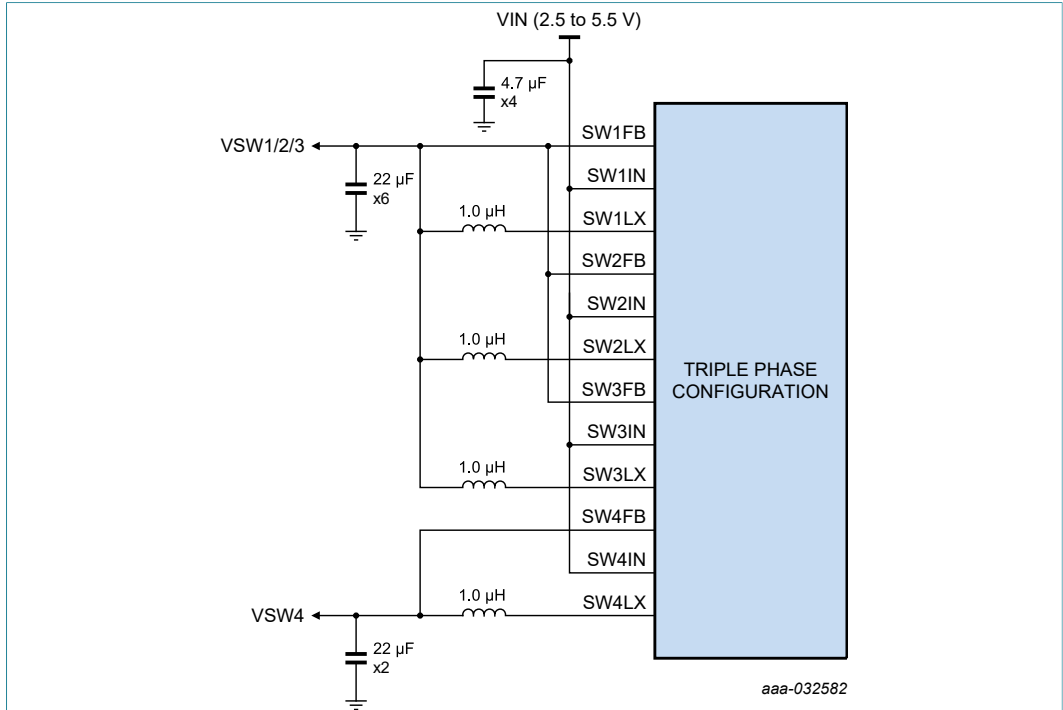 VIN (2.5 to 5.5 V)
4.7 µF
x4
SW1FB
VSW1/2/3
22 µF
x6
SW1IN
1.0 µH
SW1LX
SW2FB
SW2IN
1.0 µH
SW2LX
TRIPLE PHASE
CONFIGURATION
SW3FB
SW3IN
1.0 µH
SW3LX
SW4FB
SW4IN
1.0 µH
SW4LX
VSW4
22 µF
x2
aaa-032582